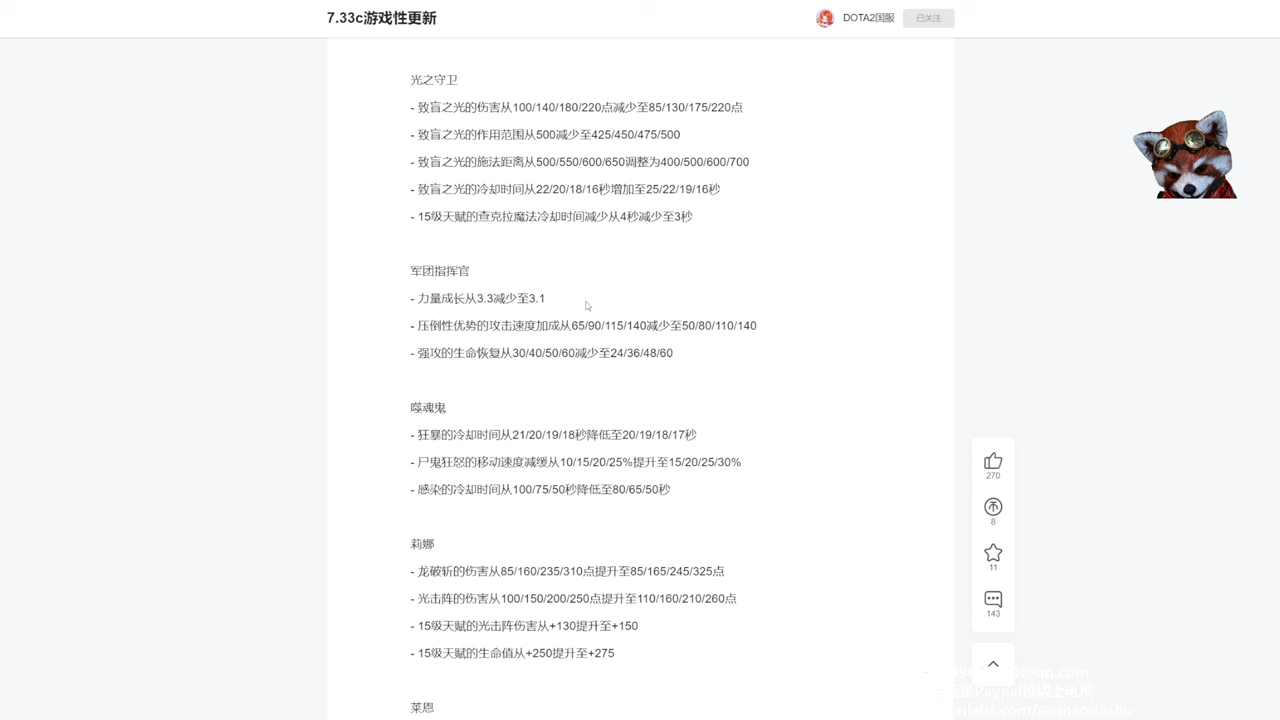 7.33c游戏性更新
DOTA2国服
已关注
光之守卫
- 致盲之光的伤害从100/140/180/220点减少至85/130/175/220点
- 致盲之光的作用范围从500减少至425/450/475/500
- 致盲之光的施法距离从500/550/600/650调整为400/500/600/700
- 致盲之光的冷却时间从22/20/18/16秒增加至25/22/19/16秒
- 15级天赋的查克拉魔法冷却时间减少从4秒减少至3秒
军团指挥官
- 力量成长从3.3减少至3.1
- 压倒性优势的攻击速度加成从65/90/115/140减少至50/80/110/140
- 强攻的生命恢复从30/40/50/60减少至24/36/48/60
噬魂鬼
- 狂暴的冷却时间从21/20/19/18秒降低至20/19/18/17秒
- 尸鬼狂怒的移动速度减缓从10/15/20/25%提升至15/20/25/30%
- 感染的冷却时间从100/75/50秒降低至80/65/50秒
莉娜
- 龙破斩的伤害从85/160/235/310点提升至85/165/245/325点
- 光击阵的伤害从100/150/200/250点提升至110/160/210/260点
- 15级天赋的光击阵伤害从+130提升至+150
- 15级天赋的生命值从+250提升至+275
莱恩
270
8
11
143
@qq.com
Paypal
labs.com/sanhaodashu